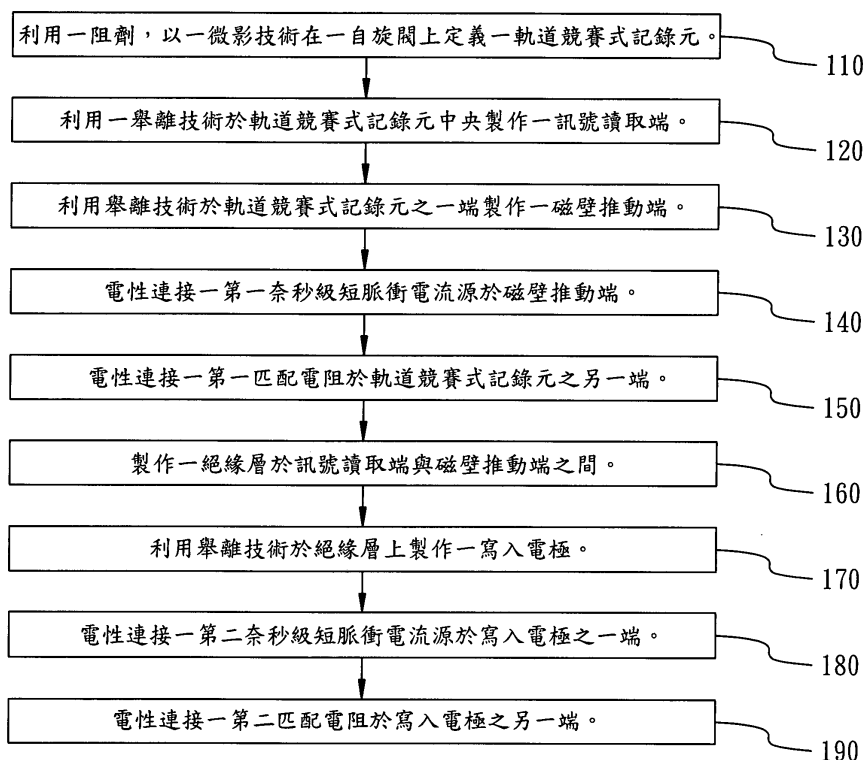 利用一阻劑，以一微影技術在一自旋閥上定義一軌道競賽式記錄元。
110
利用一舉離技術於軌道競賽式記錄元中央製作一訊號讀取端。
120
利用舉離技術於軌道競賽式記錄元之一端製作一磁壁推動端。
130
電性連接一第一奈秒級短脈衝電流源於磁壁推動端。
140
電性連接一第一匹配電阻於軌道競賽式記錄元之另一端。
150
製作一絕緣層於訊號讀取端與磁壁推動端之間。
160
利用舉離技術於絕緣層上製作一寫入電極。
170
電性連接一第二奈秒級短脈衝電流源於寫入電極之一端。
180
電性連接一第二匹配電阻於寫入電極之另一端。
190